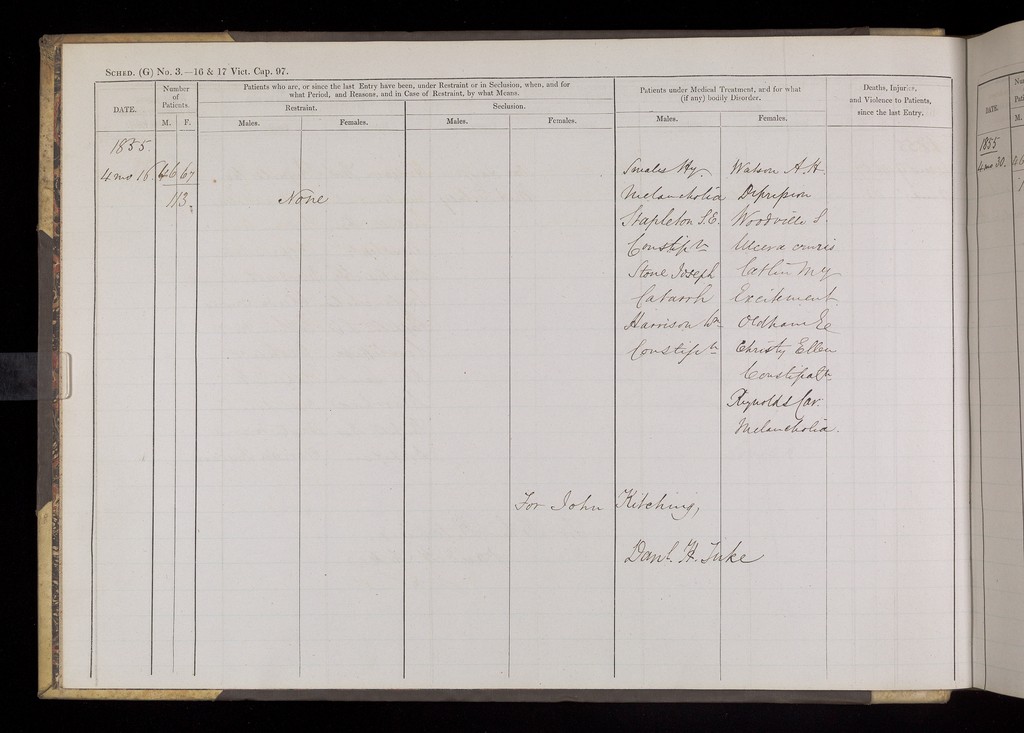 SCHED. (G) No. 3.—16 & 17 Vict. Cap. 97.
DATE.
Number of Patients.
M. F.
Patients who are, or since the last Entry have been, under Restraint or in Seclusion, when, and for
what Period, and Reasons, and in Case of Restraint, by what Means.
Restraint.
Seclusion.
Males. Females. Males. Females.
Patients under Medical Treatment, and for what
(if any) bodily Disorder.
Males. Females.
Deaths, Injuries,
and Violence to Patients,
since the last Entry.
1855.
4 mo 16. 46 67 Smales Hy. Watson A.H.
113. None Melancholia Depression
Stapleton S.E. Woodville S.
Constipn Ulcera cruris
Stone Joseph Catlin My
Catarrh Excitement
Harrison Wm Oldham
Constipn Christy Ellen
Constipatn
Reynolds Car.
Melancholia.
For John Kitching,
Danl. H. Tuke
DATE.
M.
1855
4 mo 30.